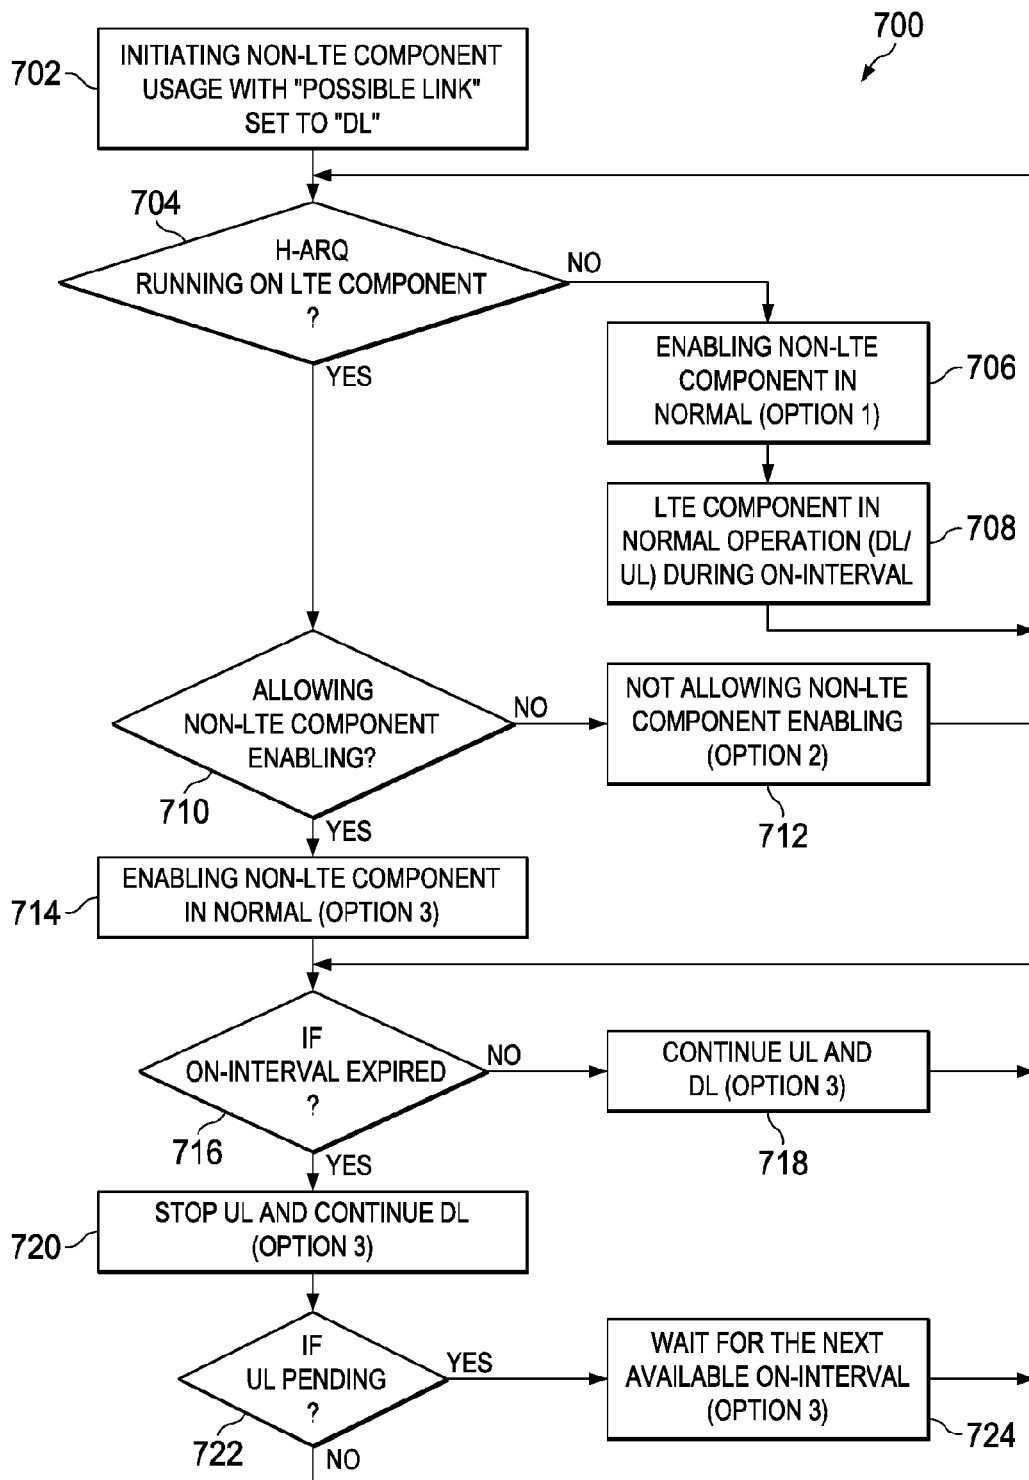 700
702
INITIATING NON-LTE COMPONENT
USAGE WITH "POSSIBLE LINK"
SET TO "DL"
704
H-ARQ
RUNNING ON LTE COMPONENT
?
NO
YES
ENABLING NON-LTE
COMPONENT IN
NORMAL (OPTION 1)
706
LTE COMPONENT IN
NORMAL OPERATION (DL/
UL) DURING ON-INTERVAL
708
ALLOWING
NON-LTE COMPONENT
ENABLING?
710
NO
YES
NOT ALLOWING NON-LTE
COMPONENT ENABLING
(OPTION 2)
712
714
ENABLING NON-LTE COMPONENT
IN NORMAL (OPTION 3)
IF
ON-INTERVAL EXPIRED
?
716
NO
YES
CONTINUE UL AND
DL (OPTION 3)
718
720
STOP UL AND CONTINUE DL
(OPTION 3)
IF
UL PENDING
?
722
YES
NO
WAIT FOR THE NEXT
AVAILABLE ON-INTERVAL
(OPTION 3)
724